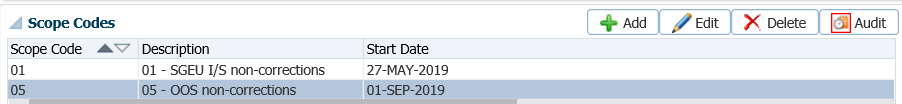 Scope Codes Add Edit Delete Audit
Scope Code Description Start Date
01 01 - SGEU I/S non-corrections 27-MAY-2019
05 05 - OOS non-corrections 01-SEP-2019